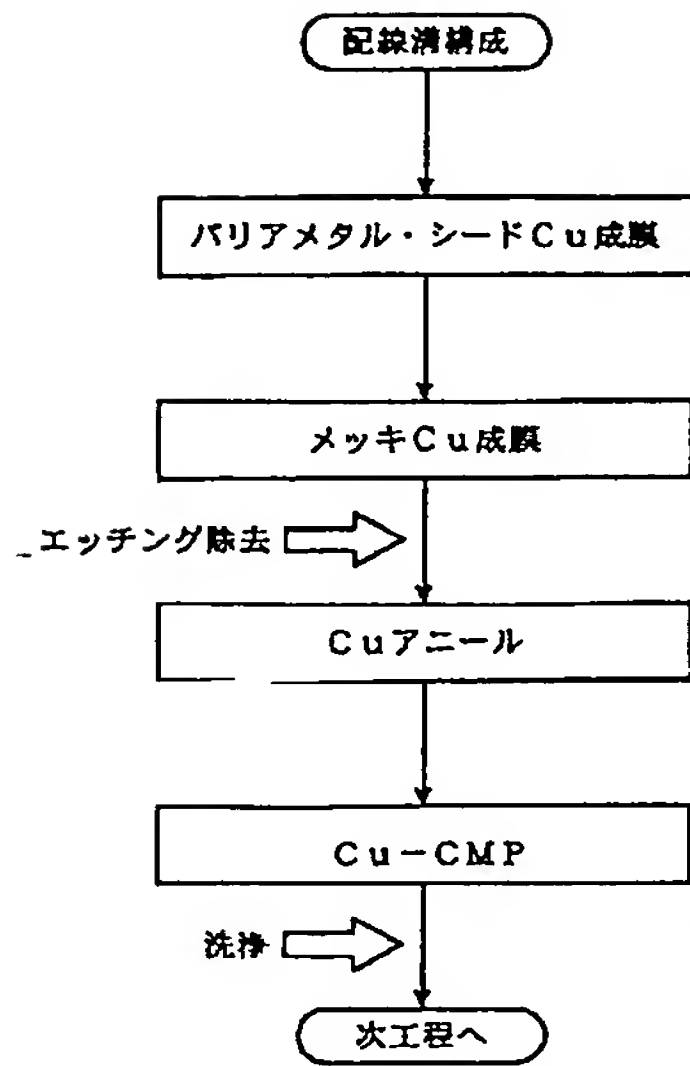 配線溝構成
バリアメタル・シードCu成膜
メッキCu成膜
エッチング除去
Cuアニール
Cu－CMP
洗浄
次工程へ